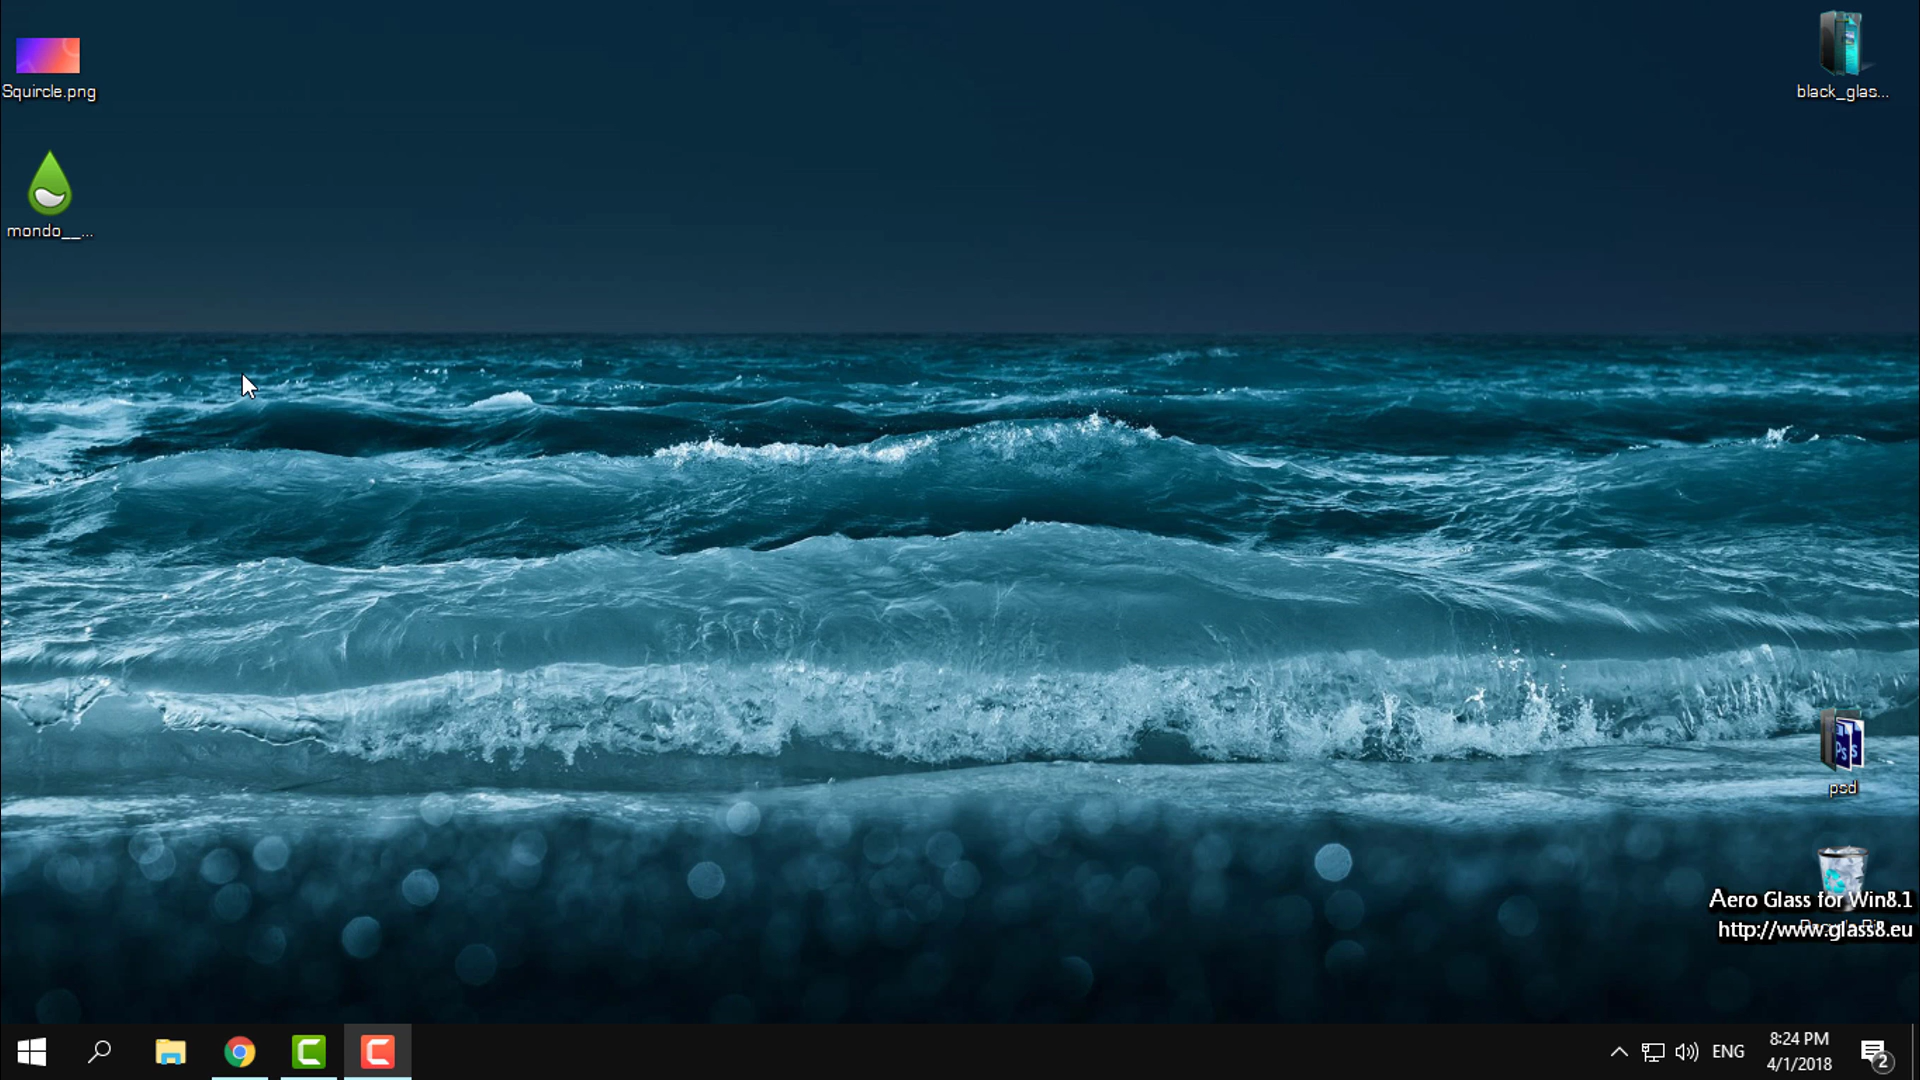 Squircle.png
black_glas...
mondo__...
psd
Aero Glass for Win8.1
http://www.glass8.eu
ENG
8:24 PM
4/1/2018
2